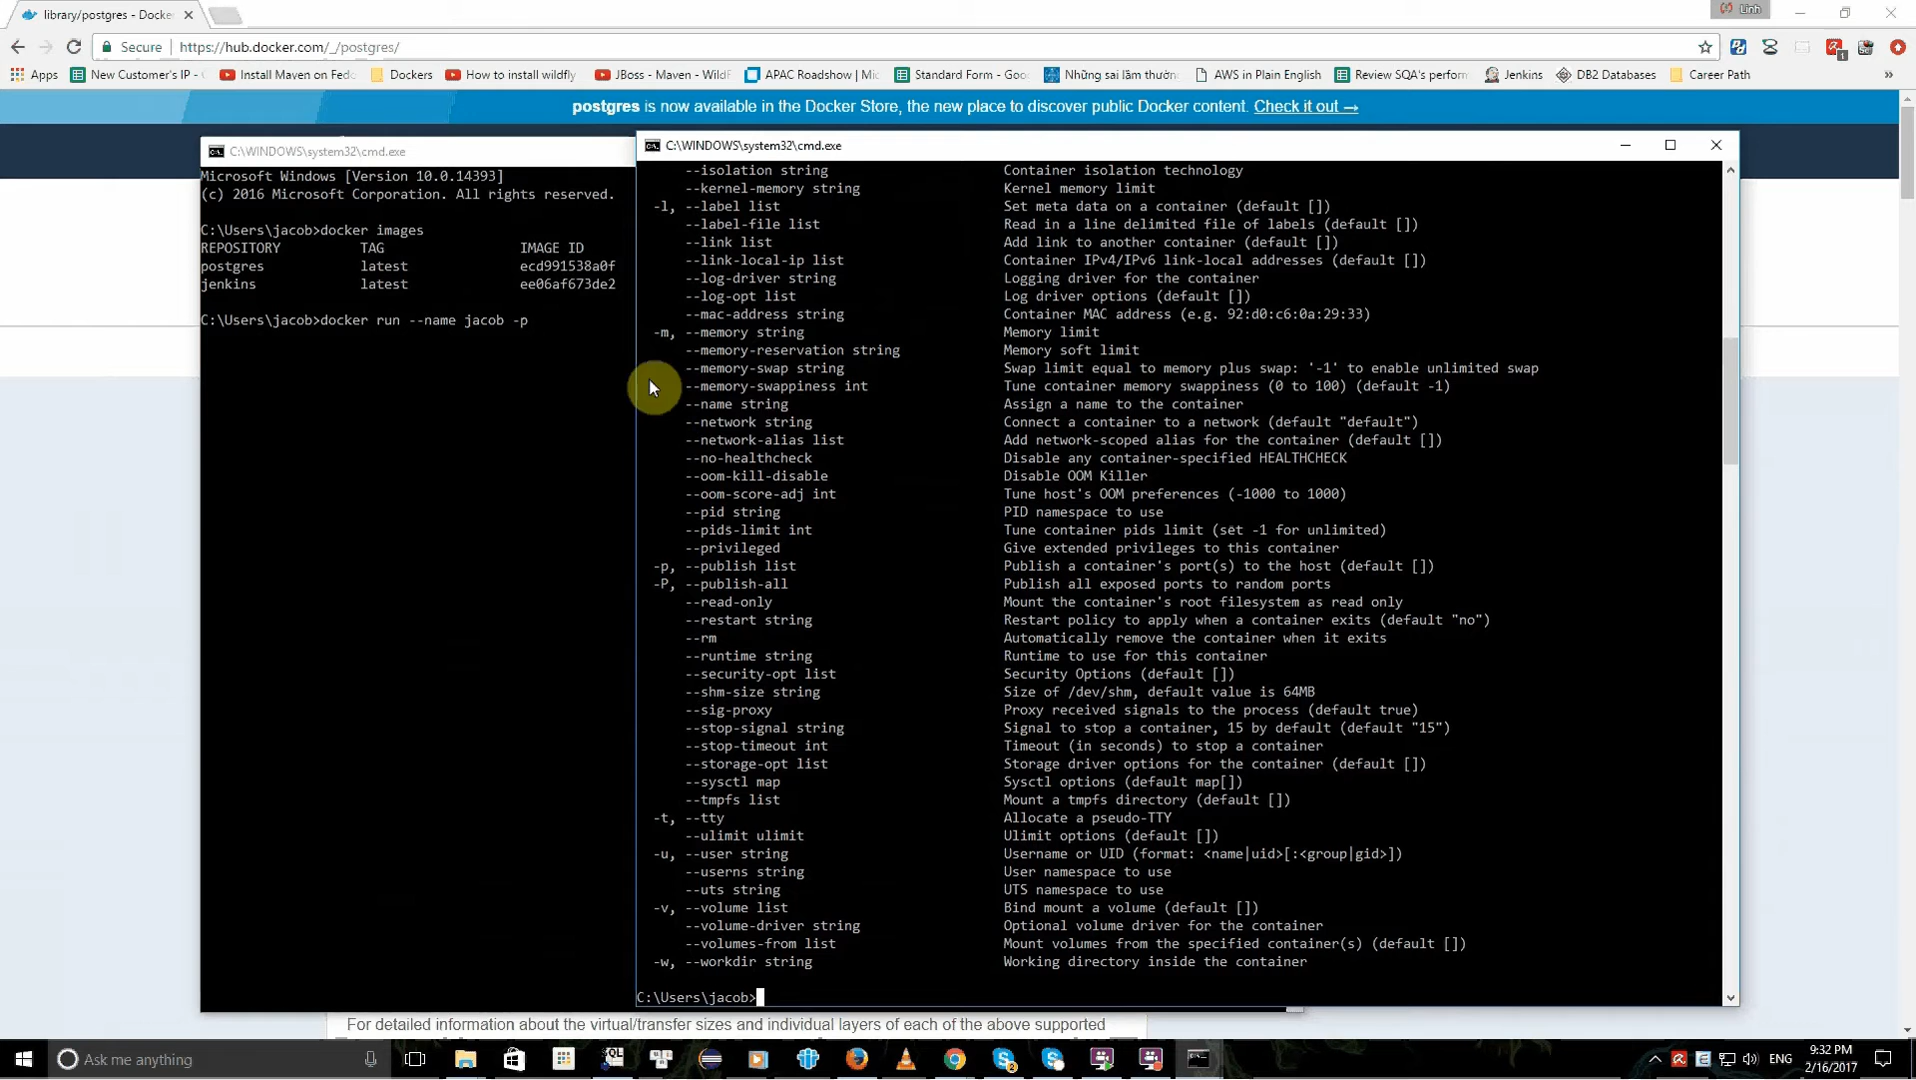 library/postgres - Docke
Linh
Secure
https://hub.docker.com/_/postgres/
Apps
New Customer's IP -
Install Maven on Fedo
Dockers
How to install wildfly
JBoss - Maven - WildF
APAC Roadshow | Mic
Standard Form - Goo
Những sai lầm thườn
AWS in Plain English
Review SQA's perform
Jenkins
DB2 Databases
Career Path
postgres is now available in the Docker Store, the new place to discover public Docker content. Check it out →
C:\WINDOWS\system32\cmd.exe
Microsoft Windows [Version 10.0.14393]
(c) 2016 Microsoft Corporation. All rights reserved.
C:\Users\jacob>docker images
REPOSITORY TAG IMAGE ID
postgres latest ecd991538a0f
jenkins latest ee06af673de2
C:\Users\jacob>docker run --name jacob -p
C:\WINDOWS\system32\cmd.exe
--isolation string Container isolation technology
--kernel-memory string Kernel memory limit
-l, --label list Set meta data on a container (default [])
--label-file list Read in a line delimited file of labels (default [])
--link list Add link to another container (default [])
--link-local-ip list Container IPv4/IPv6 link-local addresses (default [])
--log-driver string Logging driver for the container
--log-opt list Log driver options (default [])
--mac-address string Container MAC address (e.g. 92:d0:c6:0a:29:33)
-m, --memory string Memory limit
--memory-reservation string Memory soft limit
--memory-swap string Swap limit equal to memory plus swap: '-1' to enable unlimited swap
--memory-swappiness int Tune container memory swappiness (0 to 100) (default -1)
--name string Assign a name to the container
--network string Connect a container to a network (default "default")
--network-alias list Add network-scoped alias for the container (default [])
--no-healthcheck Disable any container-specified HEALTHCHECK
--oom-kill-disable Disable OOM Killer
--oom-score-adj int Tune host's OOM preferences (-1000 to 1000)
--pid string PID namespace to use
--pids-limit int Tune container pids limit (set -1 for unlimited)
--privileged Give extended privileges to this container
-p, --publish list Publish a container's port(s) to the host (default [])
-P, --publish-all Publish all exposed ports to random ports
--read-only Mount the container's root filesystem as read only
--restart string Restart policy to apply when a container exits (default "no")
--rm Automatically remove the container when it exits
--runtime string Runtime to use for this container
--security-opt list Security Options (default [])
--shm-size string Size of /dev/shm, default value is 64MB
--sig-proxy Proxy received signals to the process (default true)
--stop-signal string Signal to stop a container, 15 by default (default "15")
--stop-timeout int Timeout (in seconds) to stop a container
--storage-opt list Storage driver options for the container (default [])
--sysctl map Sysctl options (default map[])
--tmpfs list Mount a tmpfs directory (default [])
-t, --tty Allocate a pseudo-TTY
--ulimit ulimit Ulimit options (default [])
-u, --user string Username or UID (format: <name|uid>[:<group|gid>])
--userns string User namespace to use
--uts string UTS namespace to use
-v, --volume list Bind mount a volume (default [])
--volume-driver string Optional volume driver for the container
--volumes-from list Mount volumes from the specified container(s) (default [])
-w, --workdir string Working directory inside the container
C:\Users\jacob>
For detailed information about the virtual/transfer sizes and individual layers of each of the above supported
Ask me anything
ENG
9:32 PM
2/16/2017